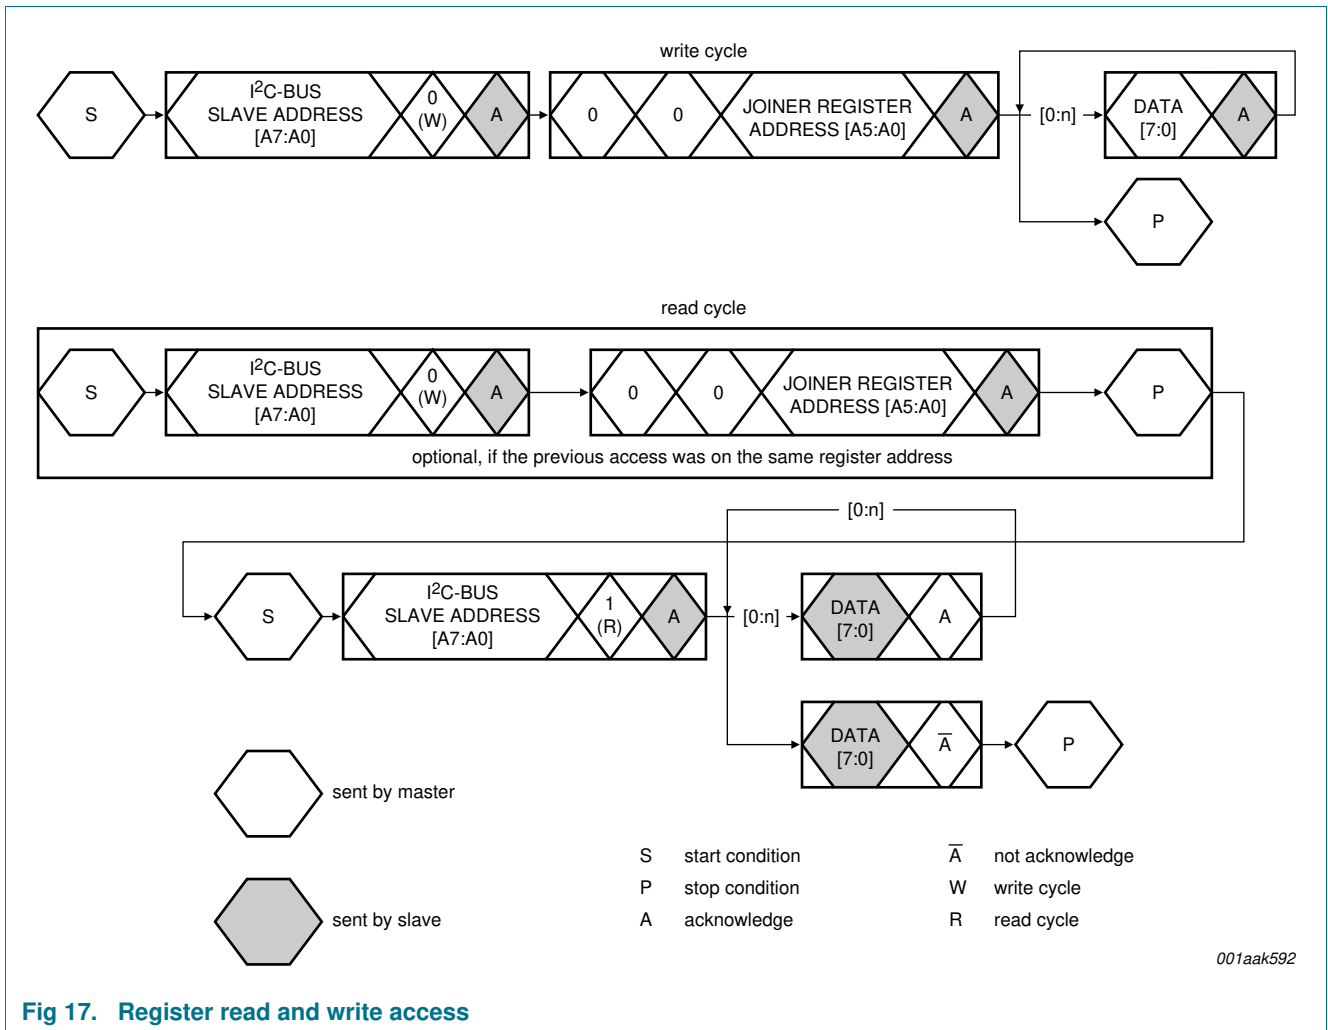 write cycle
S
I2C-BUS
SLAVE ADDRESS
[A7:A0]
0
(W)
A
0
0
JOINER REGISTER
ADDRESS [A5:A0]
A
[0:n]
DATA
[7:0]
A
P
read cycle
S
I2C-BUS
SLAVE ADDRESS
[A7:A0]
0
(W)
A
0
0
JOINER REGISTER
ADDRESS [A5:A0]
A
P
optional, if the previous access was on the same register address
[0:n]
S
I2C-BUS
SLAVE ADDRESS
[A7:A0]
1
(R)
A
[0:n]
DATA
[7:0]
A
DATA
[7:0]
A̅
P
sent by master
sent by slave
S start condition
P stop condition
A acknowledge
A̅ not acknowledge
W write cycle
R read cycle
001aak592
Fig 17. Register read and write access